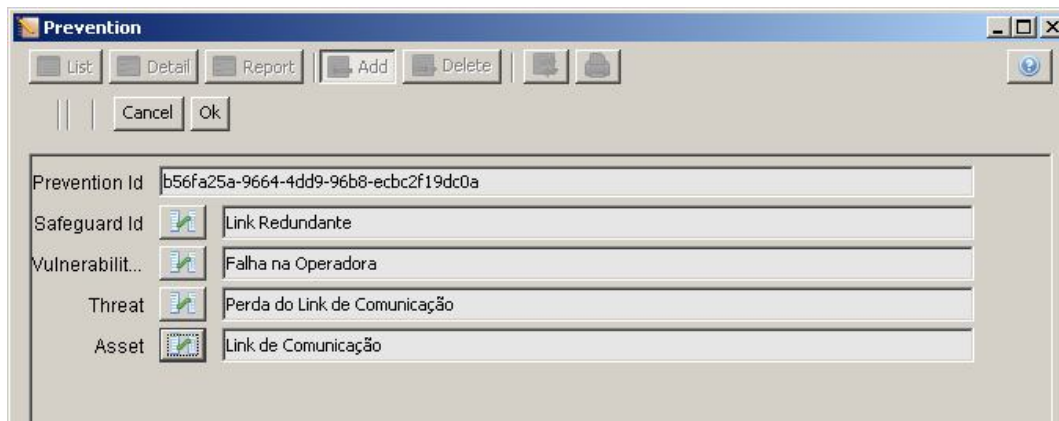 Prevention
List Detail Report Add Delete
Cancel Ok
Prevention Id b56fa25a-9664-4dd9-96b8-ecbc2f19dc0a
Safeguard Id Link Redundante
Vulnerabilit... Falha na Operadora
Threat Perda do Link de Comunicação
Asset Link de Comunicação